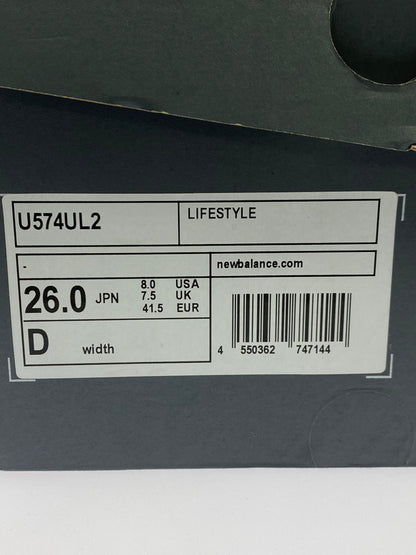 U574UL2
LIFESTYLE
-
newbalance.com
26.0 JPN
8.0 USA
7.5 UK
41.5 EUR
D width
4 550362 747144